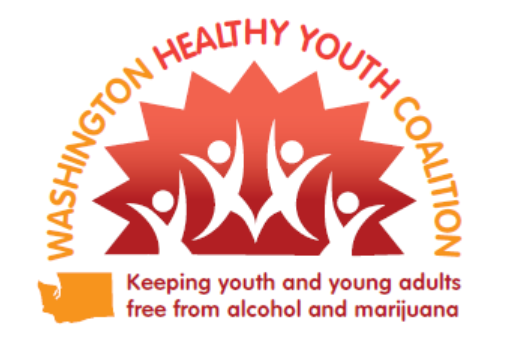 WASHINGTON HEALTHY YOUTH COALITION
Keeping youth and young adults
free from alcohol and marijuana